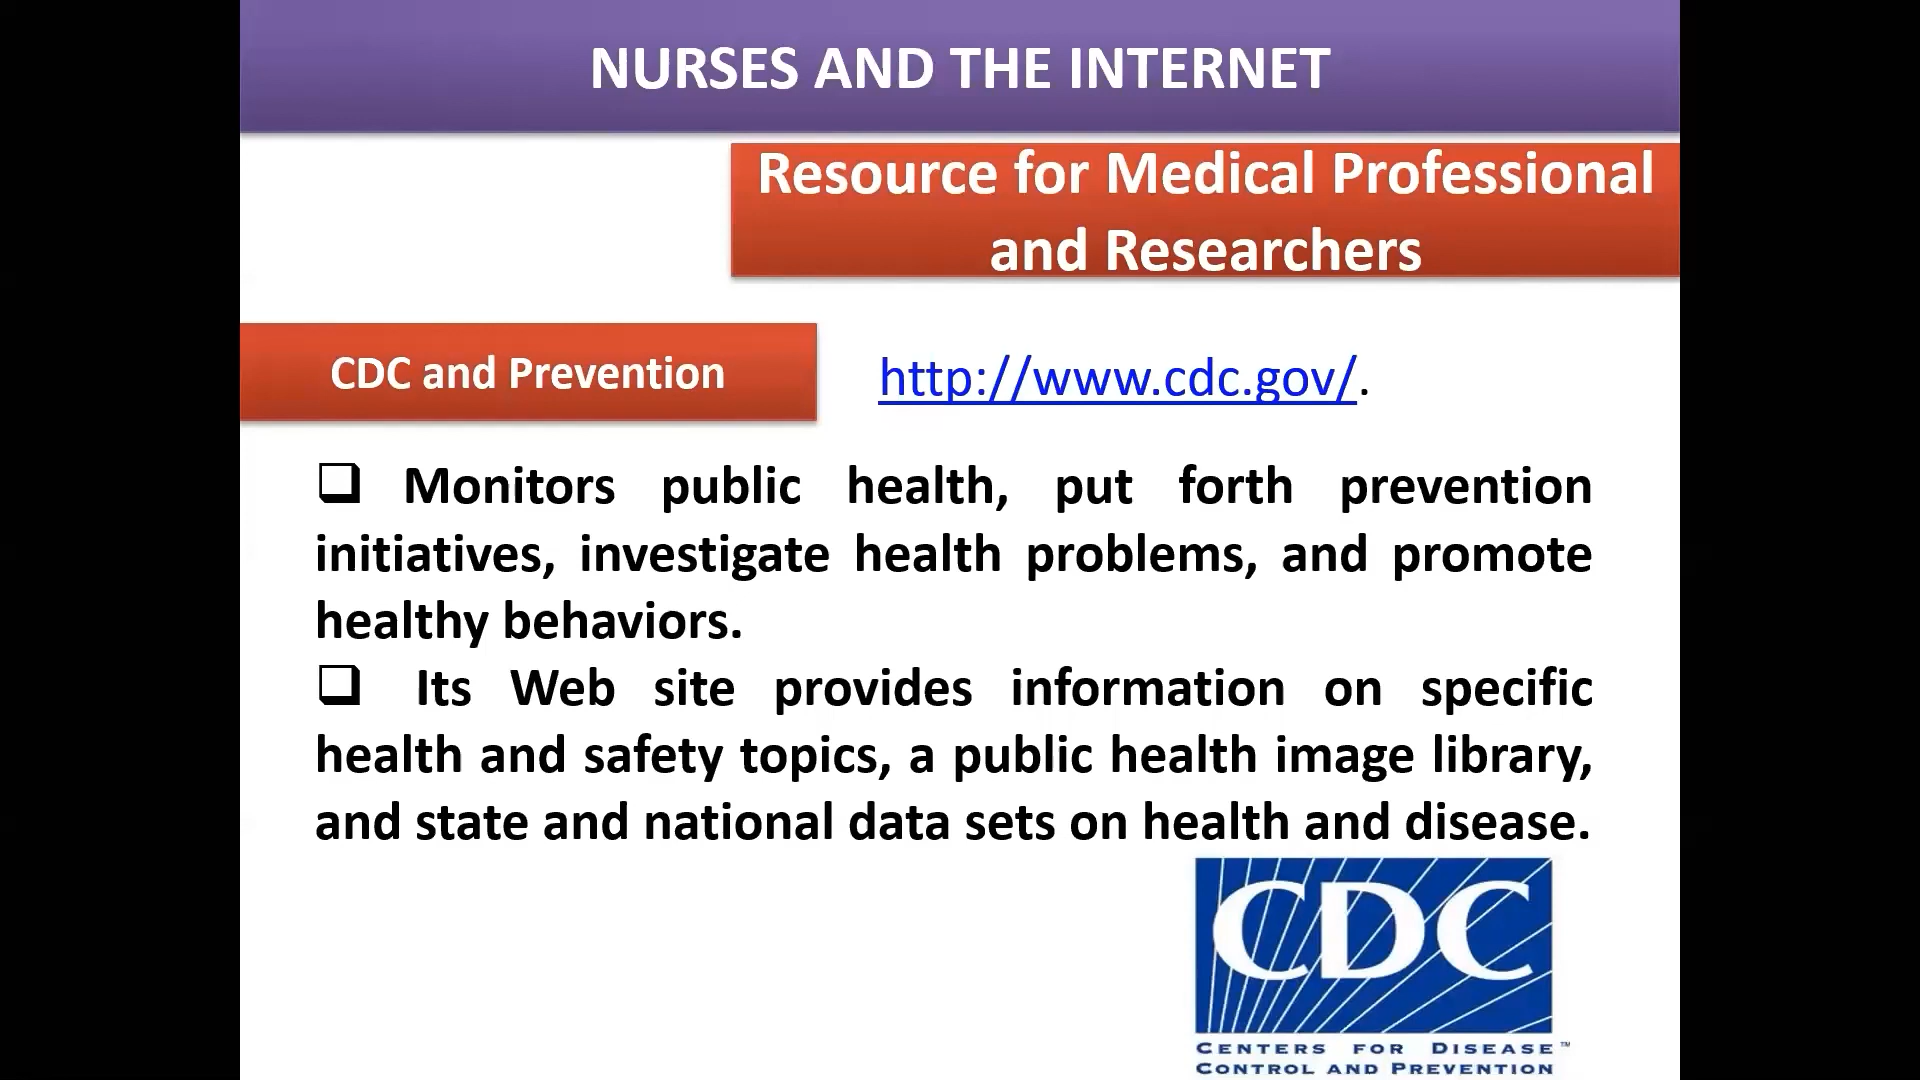 NURSES AND THE INTERNET
Resource for Medical Professional
and Researchers
CDC and Prevention
http://www.cdc.gov/.
❑ Monitors public health, put forth prevention
initiatives, investigate health problems, and promote
healthy behaviors.
❑ Its Web site provides information on specific
health and safety topics, a public health image library,
and state and national data sets on health and disease.
CDC
CENTERS FOR DISEASE™
CONTROL AND PREVENTION